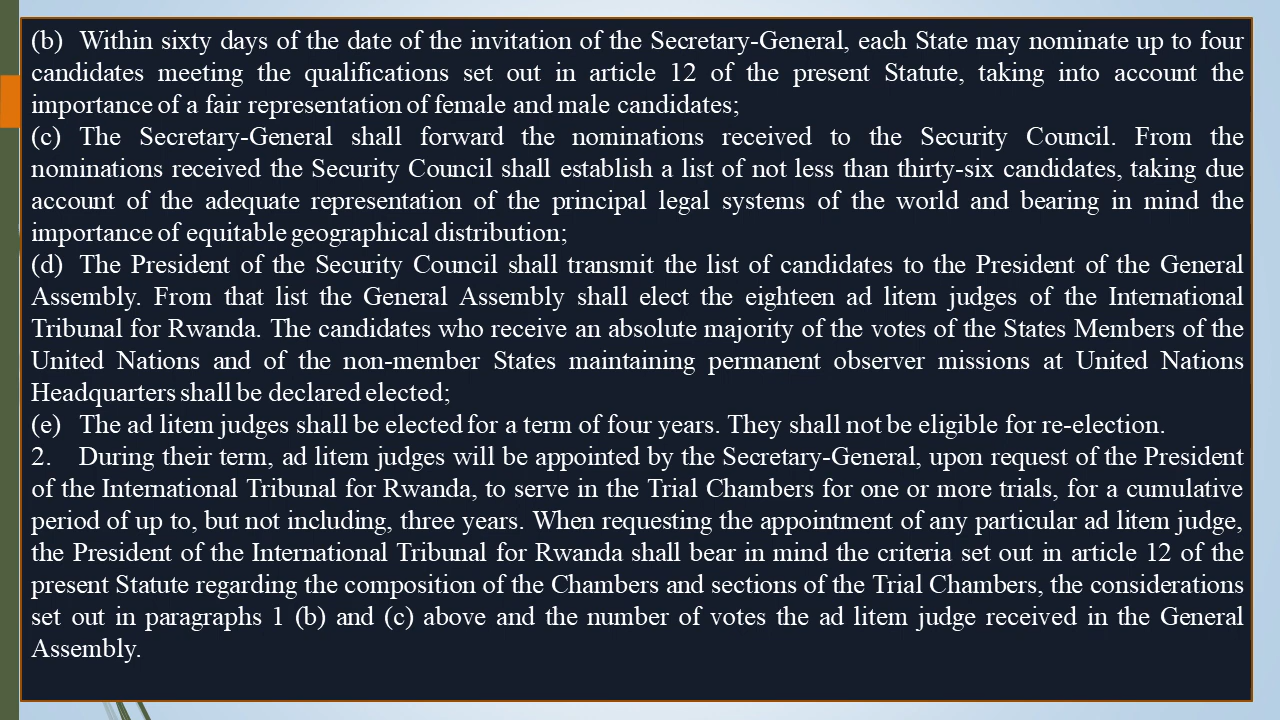 (b) Within sixty days of the date of the invitation of the Secretary-General, each State may nominate up to four
candidates meeting the qualifications set out in article 12 of the present Statute, taking into account the
importance of a fair representation of female and male candidates;
(c) The Secretary-General shall forward the nominations received to the Security Council. From the
nominations received the Security Council shall establish a list of not less than thirty-six candidates, taking due
account of the adequate representation of the principal legal systems of the world and bearing in mind the
importance of equitable geographical distribution;
(d) The President of the Security Council shall transmit the list of candidates to the President of the General
Assembly. From that list the General Assembly shall elect the eighteen ad litem judges of the International
Tribunal for Rwanda. The candidates who receive an absolute majority of the votes of the States Members of the
United Nations and of the non-member States maintaining permanent observer missions at United Nations
Headquarters shall be declared elected;
(e) The ad litem judges shall be elected for a term of four years. They shall not be eligible for re-election.
2. During their term, ad litem judges will be appointed by the Secretary-General, upon request of the President
of the International Tribunal for Rwanda, to serve in the Trial Chambers for one or more trials, for a cumulative
period of up to, but not including, three years. When requesting the appointment of any particular ad litem judge,
the President of the International Tribunal for Rwanda shall bear in mind the criteria set out in article 12 of the
present Statute regarding the composition of the Chambers and sections of the Trial Chambers, the considerations
set out in paragraphs 1 (b) and (c) above and the number of votes the ad litem judge received in the General
Assembly.